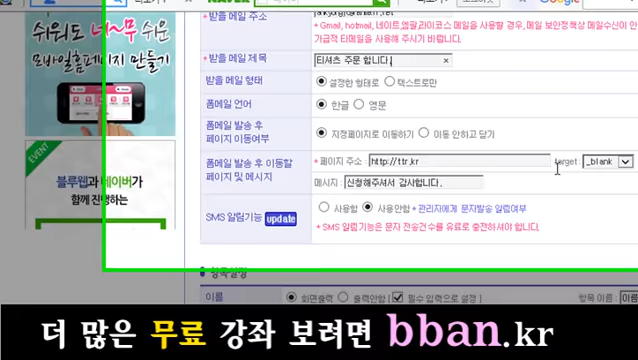 NAVER
Google
쉬워도 너~무 쉬운
모바일홈페이지 만들기
EVENT
블루웹과 네이버가
함께 진행하는
* 받을 메일 주소
* Gmail, hotmail, 네이트,엠팔,라이코스 메일을 사용할 경우, 메일 보안정책상 메일수신이 안
가급적 타메일을 사용해 주시기 바랍니다.
* 받을 메일 제목
티셔츠 주문 합니다.
×
받을 메일 형태
설정한 형태로
텍스트로만
폼메일 언어
한글
영문
폼메일 발송 후
페이지 이동여부
지정페이지로 이동하기
이동 안하고 닫기
폼메일 발송 후 이동할
페이지 및 메시지
* 페이지 주소 : http://ttr.kr
target : _blank
메시지 : 신청해주셔서 감사합니다.
SMS 알림기능 update
사용함
사용안함
* 관리자에게 문자발송 알림여부
* SMS 알림기능은 문자 전송건수를 유료로 충전하셔야 합니다.
항목설정
이름
화면출력
출력안함 [
필수 입력으로 설정 ]
항목 이름 :
이름
더 많은 무료 강좌 보려면 bban.kr